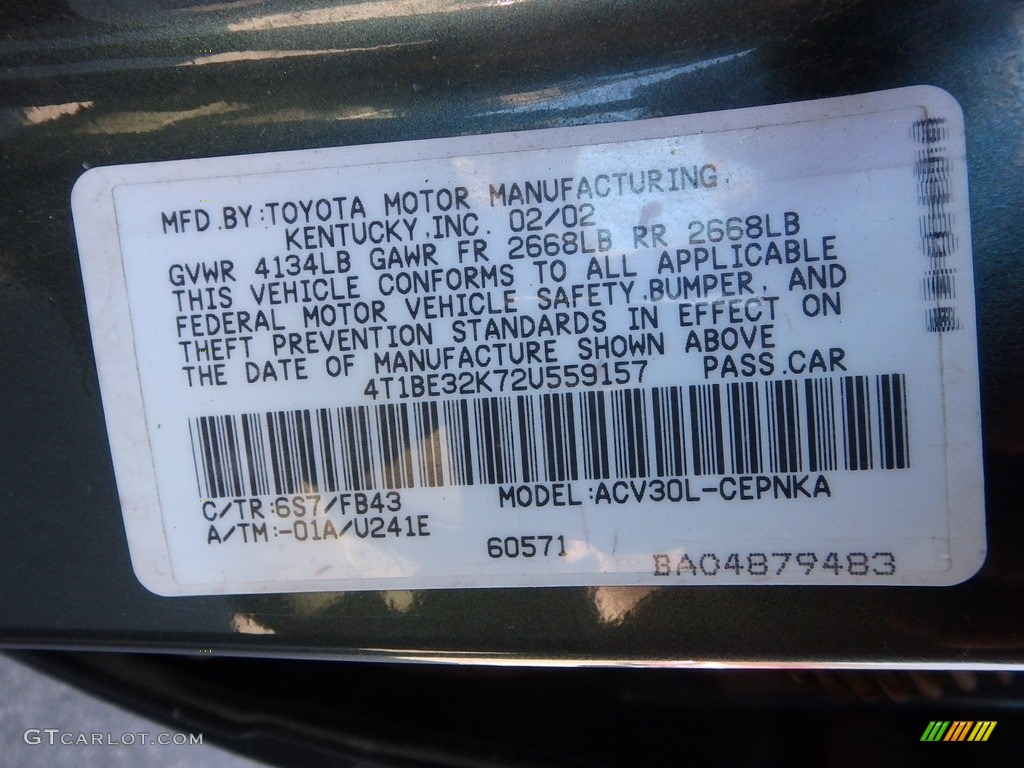 MFD.BY:TOYOTA MOTOR MANUFACTURING,
KENTUCKY,INC. 02/02
GVWR 4134LB GAWR FR 2668LB RR 2668LB
THIS VEHICLE CONFORMS TO ALL APPLICABLE
FEDERAL MOTOR VEHICLE SAFETY,BUMPER, AND
THEFT PREVENTION STANDARDS IN EFFECT ON
THE DATE OF MANUFACTURE SHOWN ABOVE
4T1BE32K72U559157 PASS.CAR
C/TR:6S7/FB43 MODEL:ACV30L-CEPNKA
A/TM:-01A/U241E
60571
BA04879483
GTCARLOT.COM